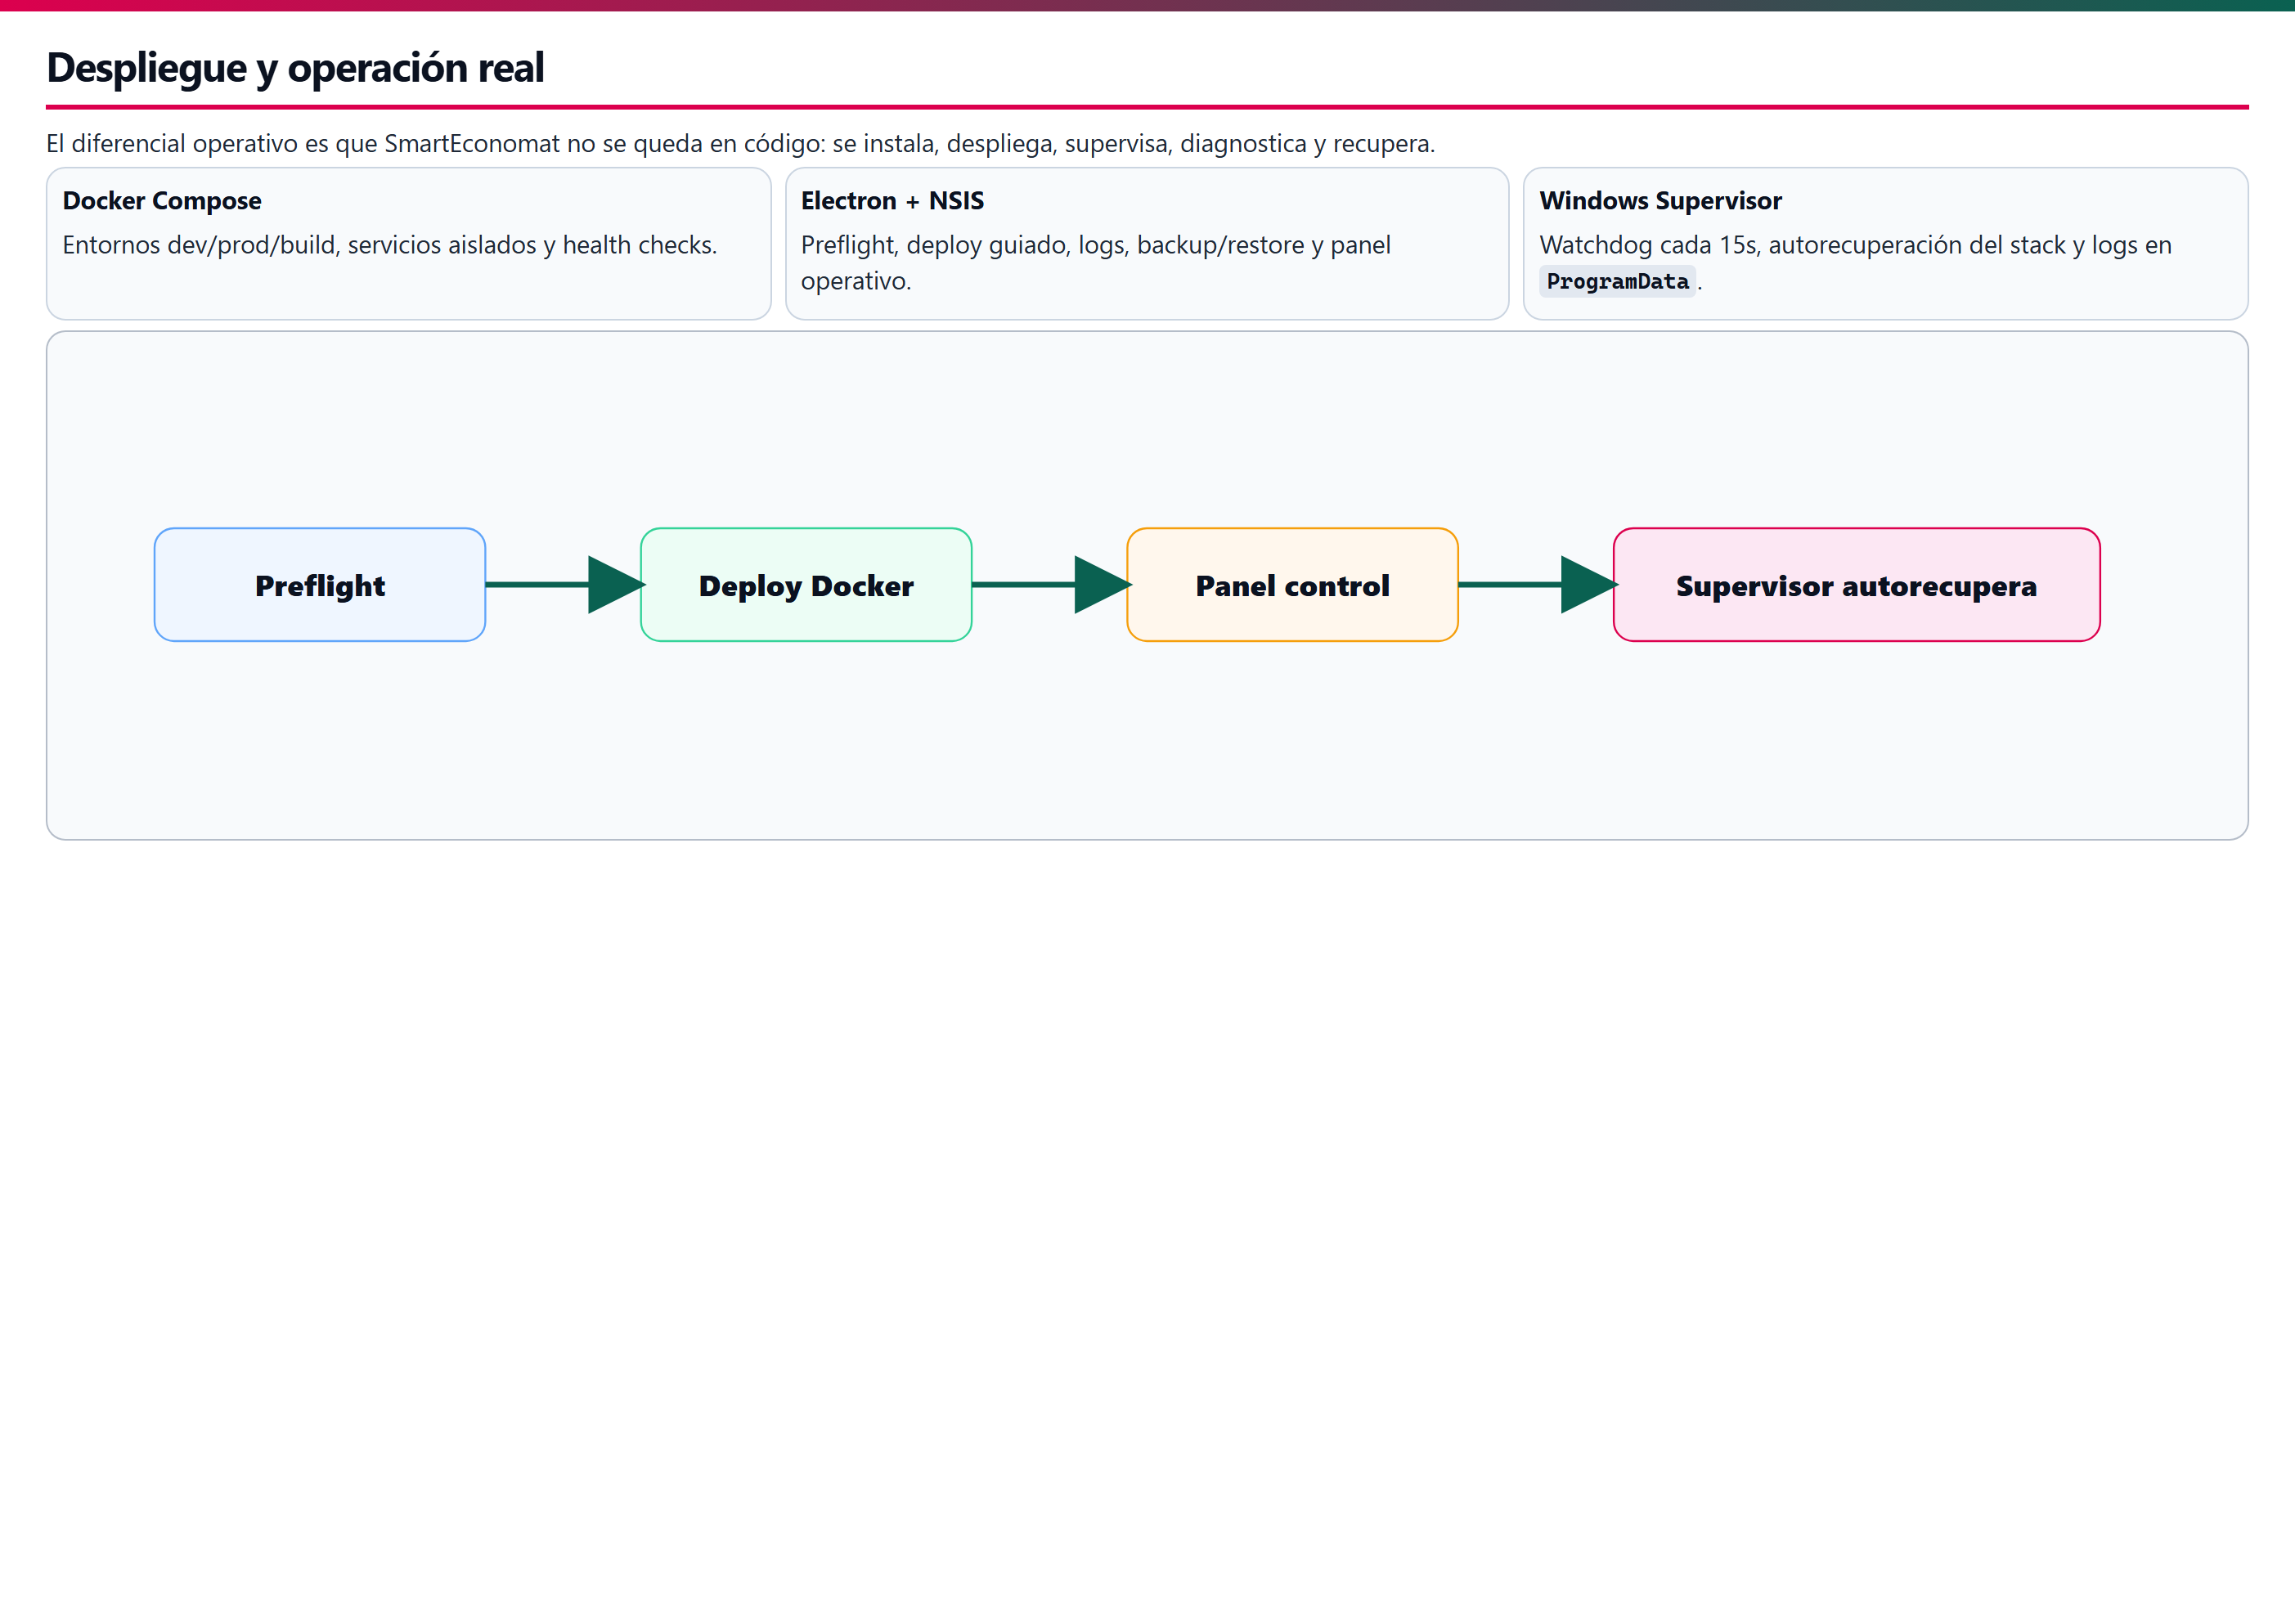 Despliegue y operación real
El diferencial operativo es que SmartEconomat no se queda en código: se instala, despliega, supervisa, diagnostica y recupera.
Docker Compose
Entornos dev/prod/build, servicios aislados y health checks.
Electron + NSIS
Preflight, deploy guiado, logs, backup/restore y panel
operativo.
Windows Supervisor
Watchdog cada 15s, autorecuperación del stack y logs en
ProgramData.
Preflight
Deploy Docker
Panel control
Supervisor autorecupera